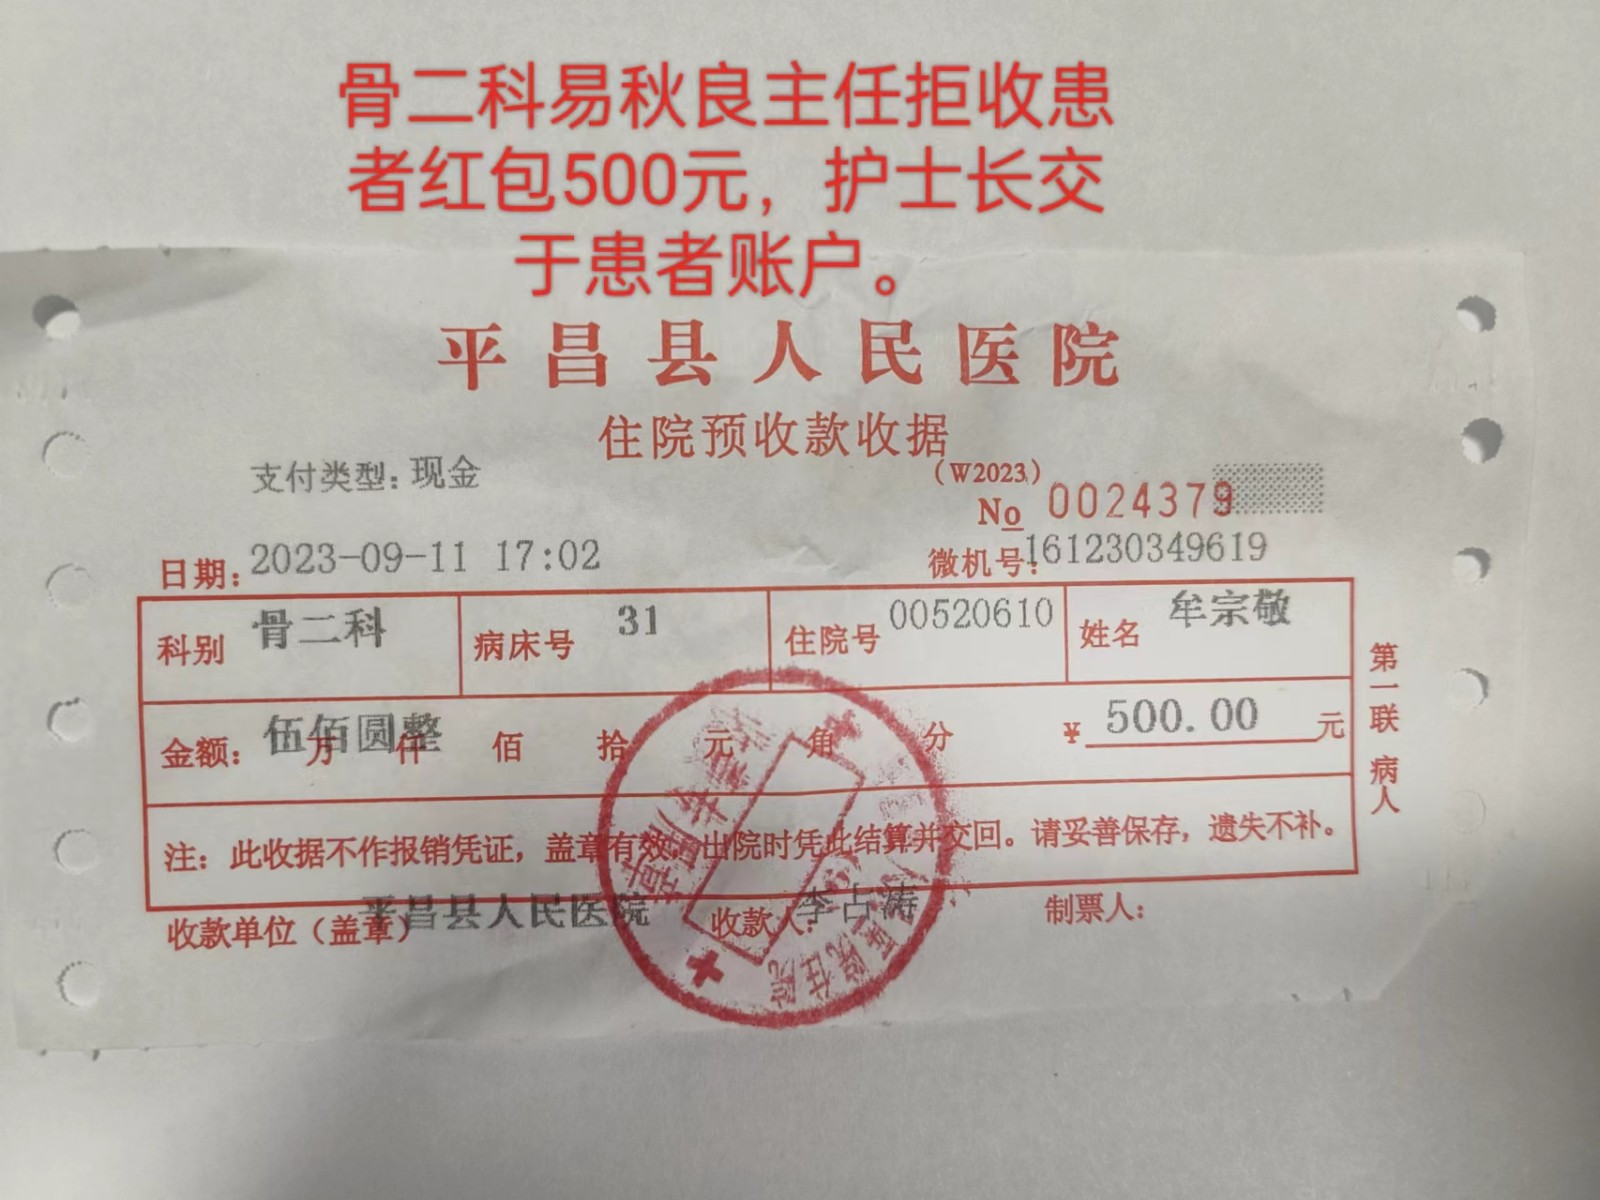 骨二科易秋良主任拒收患
者红包500元，护士长交
于患者账户。
平昌县人民医院
住院预收款收据
支付类型：现金
（W2023）
No 0024379
日期：2023-09-11 17:02 微机号：161230349619
科别 骨二科 病床号 31 住院号 00520610 姓名 牟宗敬
金额：伍佰圆整 万 仟 佰 拾 元 角 分 ¥ 500.00 元
注：此收据不作报销凭证，盖章有效，出院时凭此结算并交回。请妥善保存，遗失不补。
收款单位（盖章）平昌县人民医院 收款人：李占涛 制票人：
第一联 病人